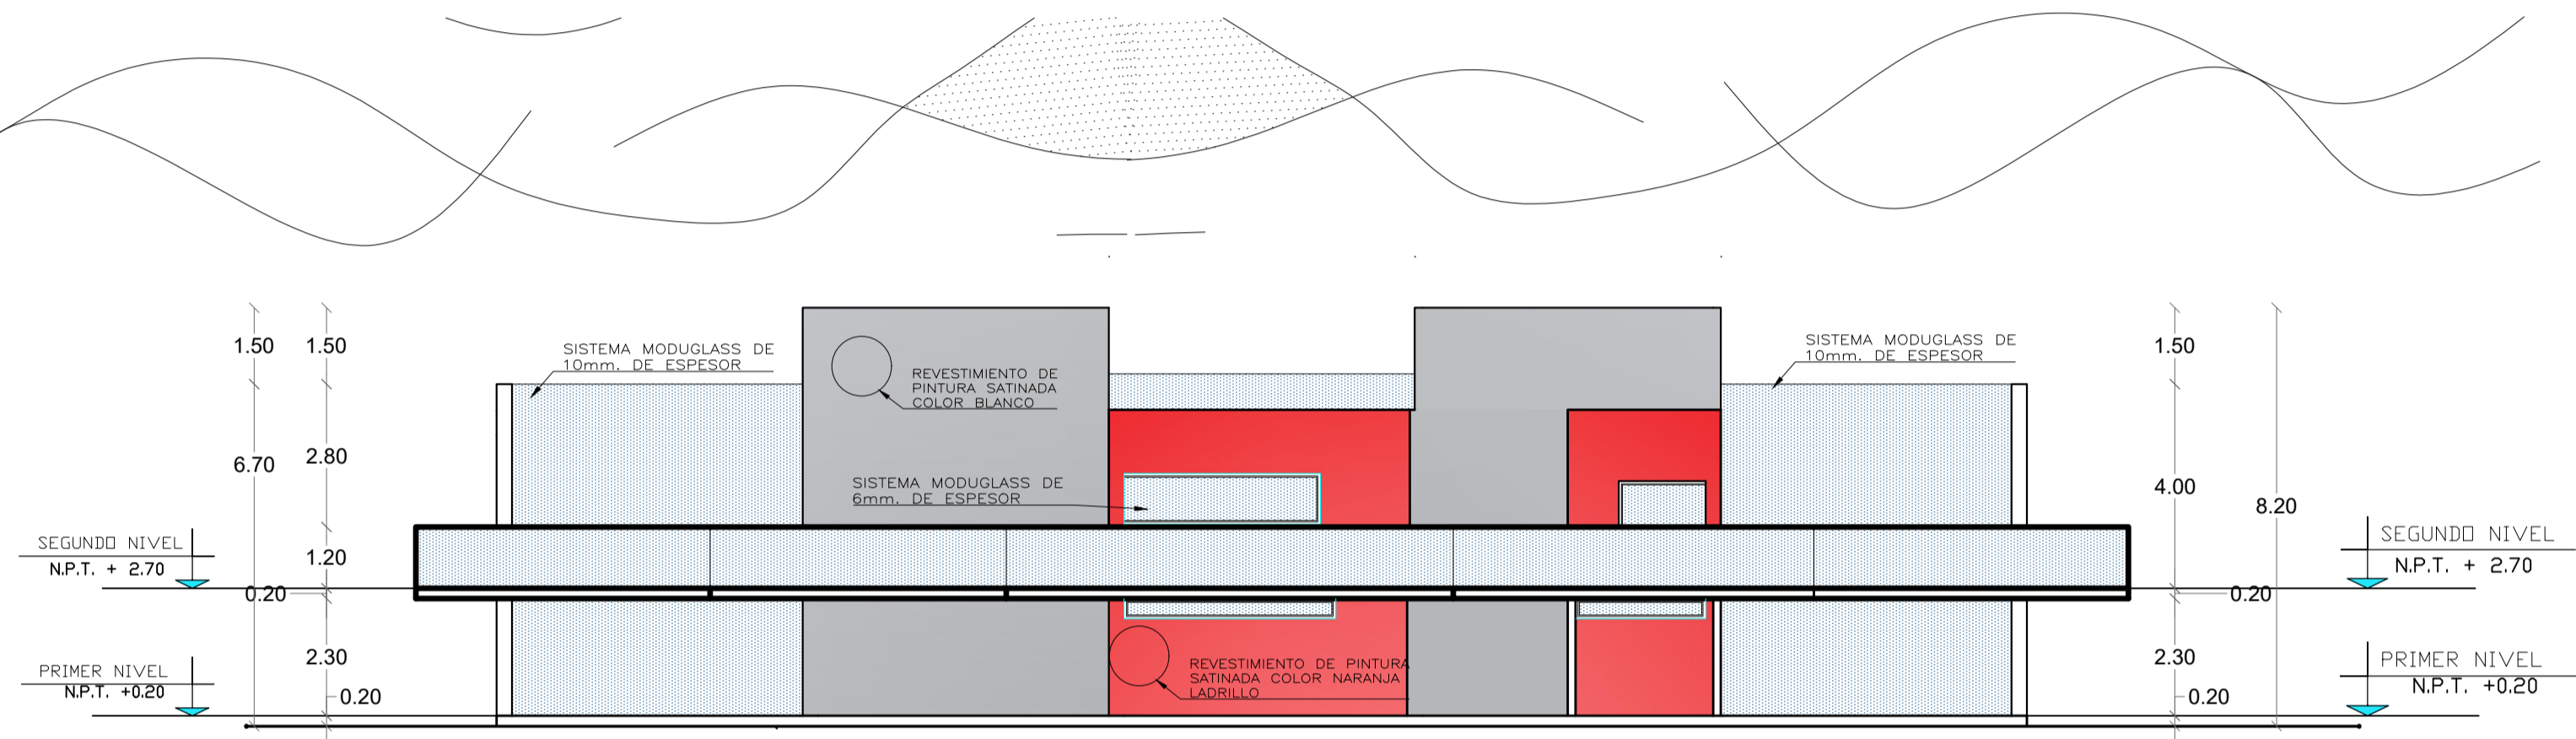 1.50
1.50
SISTEMA MODUGLASS DE
10mm. DE ESPESOR
REVESTIMIENTO DE
PINTURA SATINADA
COLOR BLANCO
SISTEMA MODUGLASS DE
10mm. DE ESPESOR
1.50
6.70
2.80
SISTEMA MODUGLASS DE
6mm. DE ESPESOR
4.00
8.20
SEGUNDO NIVEL
N.P.T. + 2.70
1.20
0.20
SEGUNDO NIVEL
N.P.T. + 2.70
0.20
PRIMER NIVEL
N.P.T. +0.20
2.30
0.20
REVESTIMIENTO DE PINTURA
SATINADA COLOR NARANJA
LADRILLO
2.30
0.20
PRIMER NIVEL
N.P.T. +0.20